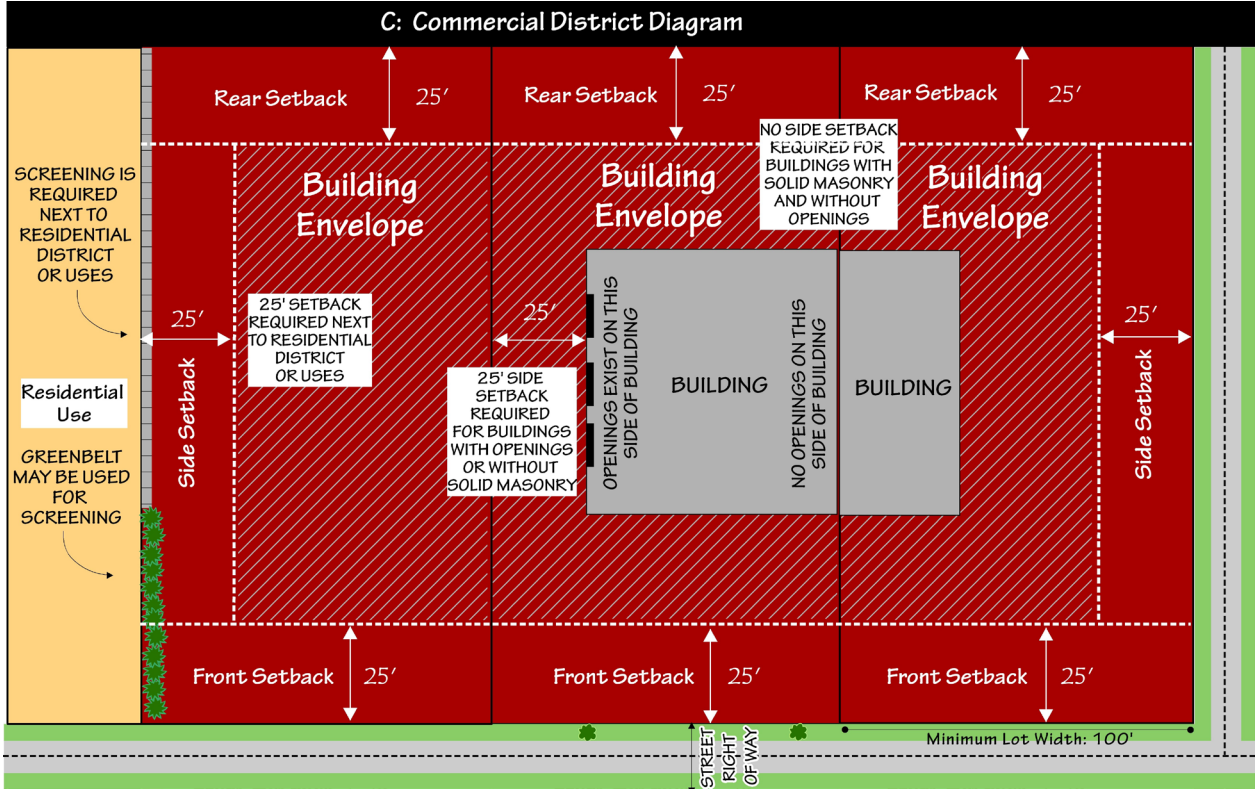 C: Commercial District Diagram
Rear Setback 25'
Rear Setback 25'
Rear Setback 25'
NO SIDE SETBACK
REQUIRED FOR
BUILDINGS WITH
SOLID MASONRY
AND WITHOUT
OPENINGS
Building
Envelope
Building
Envelope
Building
Envelope
SCREENING IS
REQUIRED
NEXT TO
RESIDENTIAL
DISTRICT
OR USES
25'
Side Setback
25' SETBACK
REQUIRED NEXT
TO RESIDENTIAL
DISTRICT
OR USES
25'
25' SIDE
SETBACK
REQUIRED
FOR BUILDINGS
WITH OPENINGS
OR WITHOUT
SOLID MASONRY
OPENINGS EXIST ON THIS
SIDE OF BUILDING
BUILDING
NO OPENINGS ON THIS
SIDE OF BUILDING
BUILDING
25'
Side Setback
Residential
Use
GREENBELT
MAY BE USED
FOR
SCREENING
Front Setback 25'
Front Setback 25'
Front Setback 25'
STREET
RIGHT
OF WAY
Minimum Lot Width: 100'